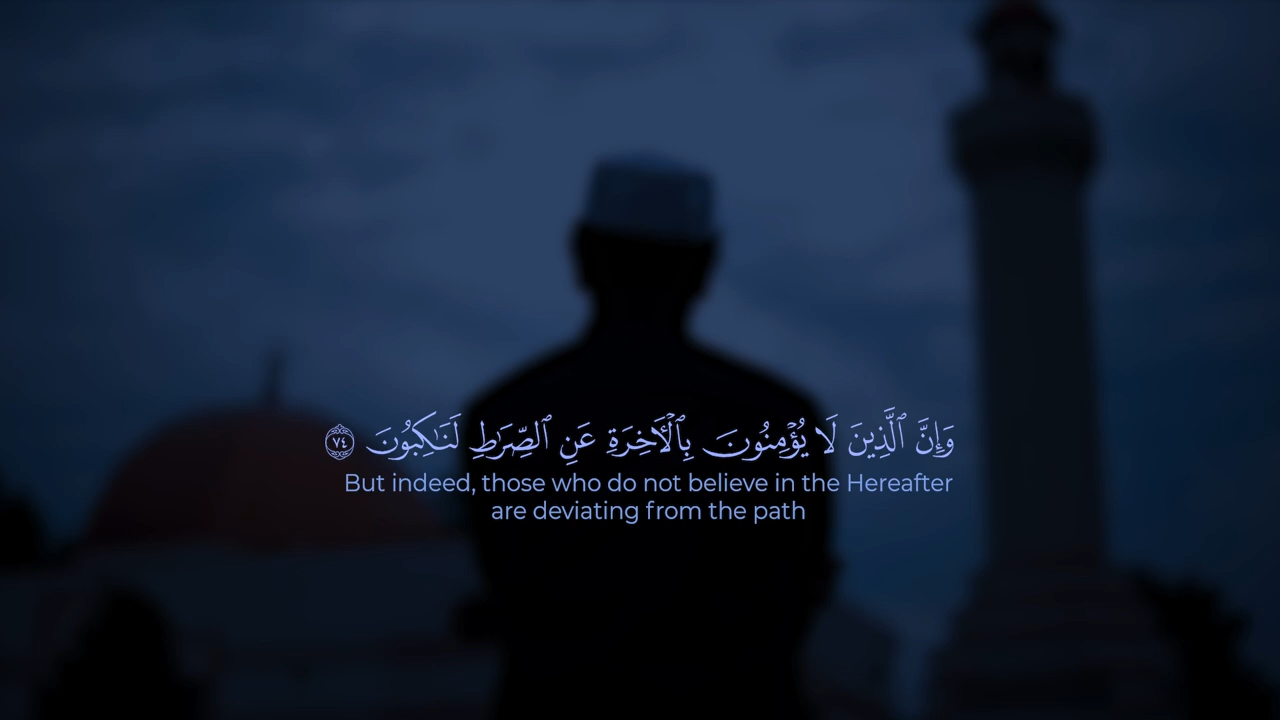 وَإِنَّ ٱلَّذِينَ لَا يُؤْمِنُونَ بِٱلْـَٔاخِرَةِ عَنِ ٱلصِّرَٰطِ لَنَـٰكِبُونَ ٧٤
But indeed, those who do not believe in the Hereafter
are deviating from the path